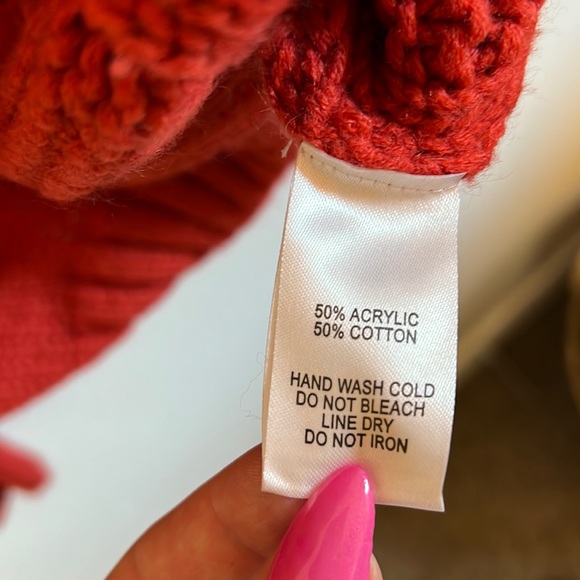 50% ACRYLIC
50% COTTON
HAND WASH COLD
DO NOT BLEACH
LINE DRY
DO NOT IRON